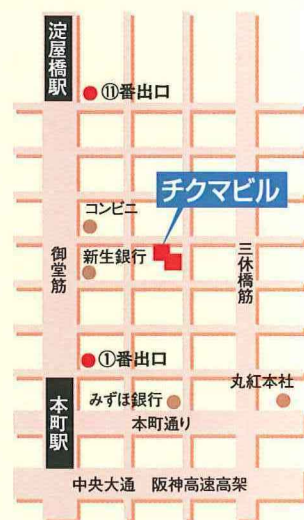 淀屋橋駅
⑪番出口
チクマビル
コンビニ
新生銀行
御堂筋
三休橋筋
①番出口
丸紅本社
みずほ銀行
本町駅
本町通り
中央大通 阪神高速高架